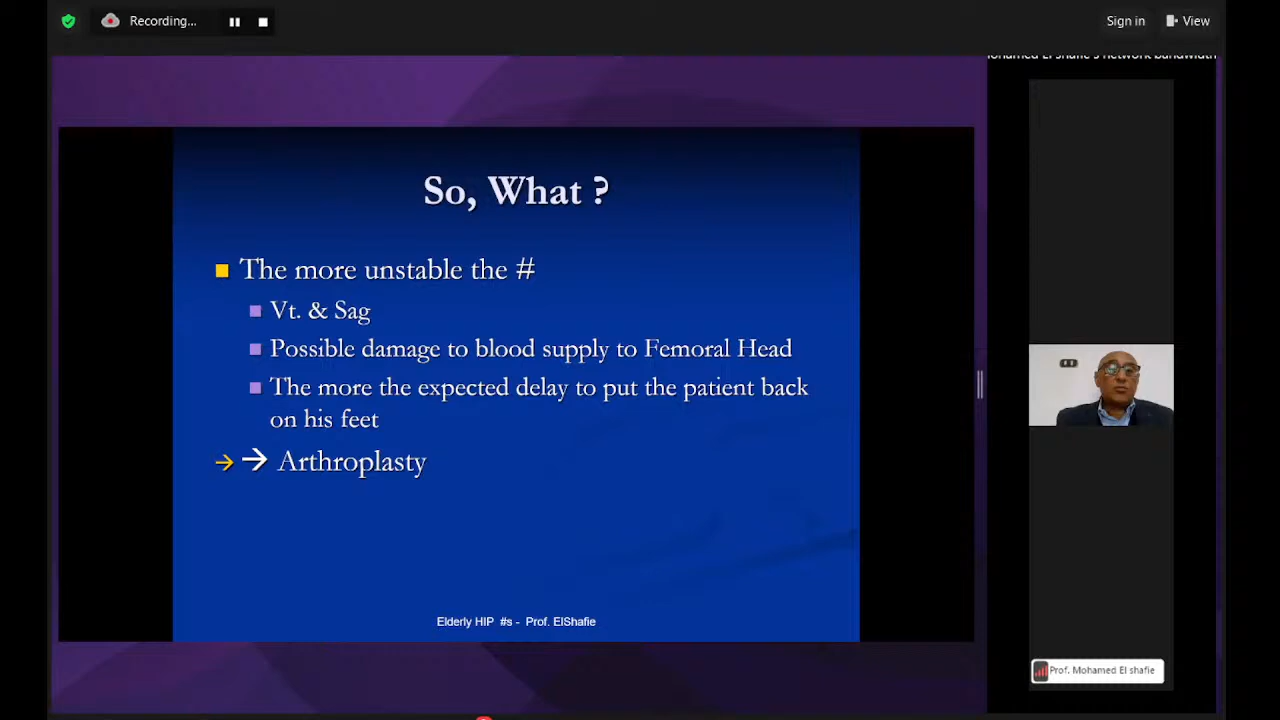 Recording...
Sign in
View
Mohamed El shafie's network bandwidth
So, What ?
The more unstable the #
Vt. & Sag
Possible damage to blood supply to Femoral Head
The more the expected delay to put the patient back
on his feet
→ → Arthroplasty
Elderly HIP #s - Prof. ElShafie
Prof. Mohamed El shafie